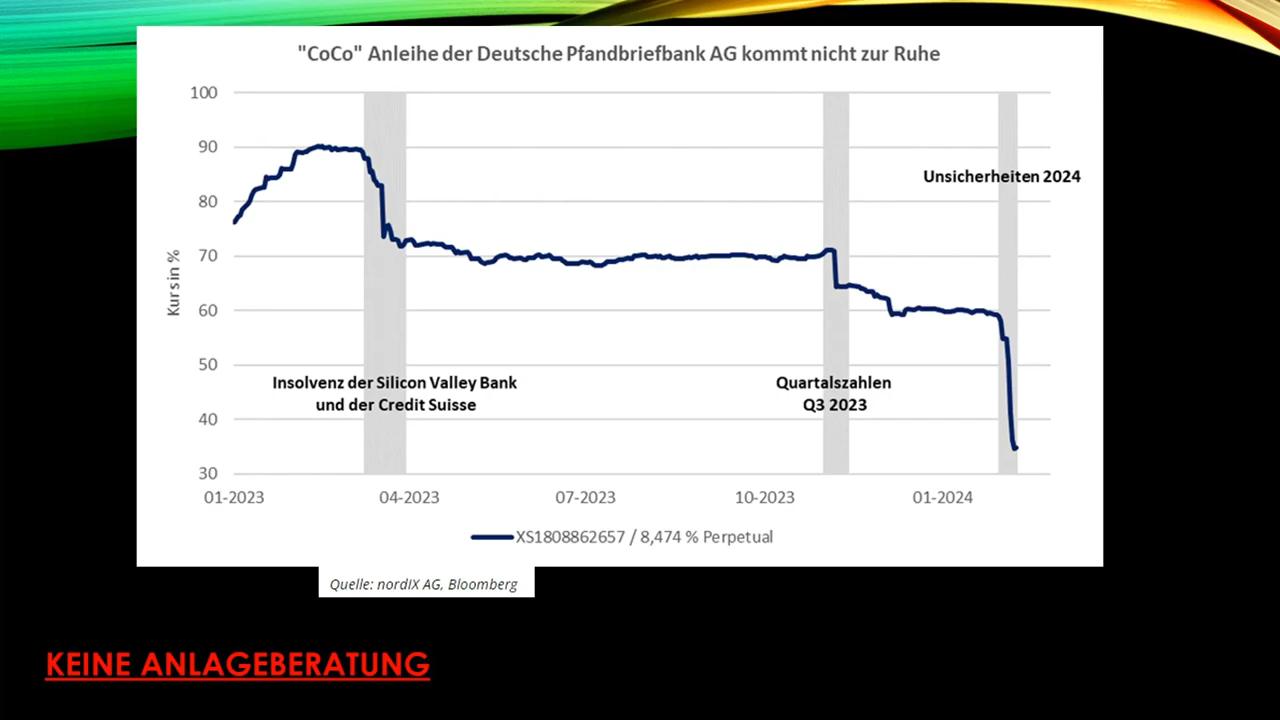 "CoCo" Anleihe der Deutsche Pfandbriefbank AG kommt nicht zur Ruhe
100
90
80
70
60
50
40
30
Kurs in %
Unsicherheiten 2024
Insolvenz der Silicon Valley Bank
und der Credit Suisse
Quartalszahlen
Q3 2023
01-2023 04-2023 07-2023 10-2023 01-2024
XS1808862657 / 8,474 % Perpetual
Quelle: nordIX AG, Bloomberg
KEINE ANLAGEBERATUNG